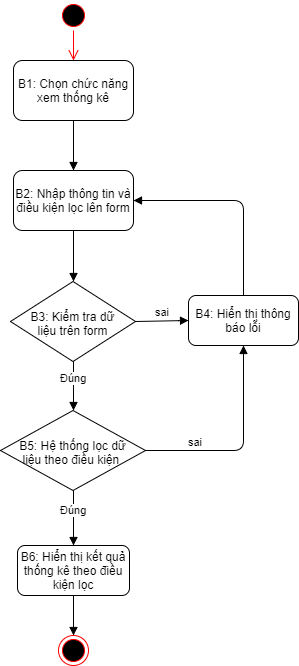 B1: Chọn chức năng
xem thống kê
B2: Nhập thông tin và
điều kiện lọc lên form
B3: Kiểm tra dữ
liệu trên form
sai
B4: Hiển thị thông
báo lỗi
Đúng
B5: Hệ thống lọc dữ
liệu theo điều kiện
sai
Đúng
B6: Hiển thị kết quả
thống kê theo điều
kiện lọc